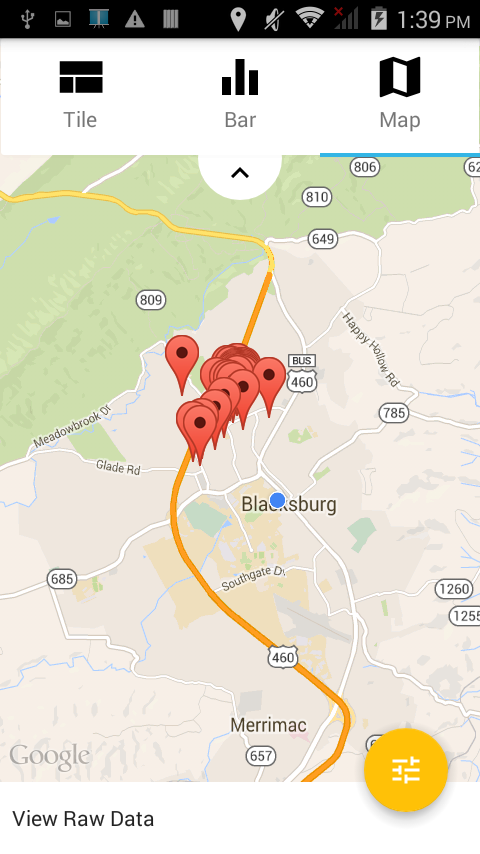 1:39 PM
Tile
Bar
Map
806
810
649
809
BUS
460
Happy Hollow Rd
785
Meadowbrook Dr
Glade Rd
Blacksburg
685
Southgate Dr
1260
1255
460
Merrimac
657
Google
View Raw Data